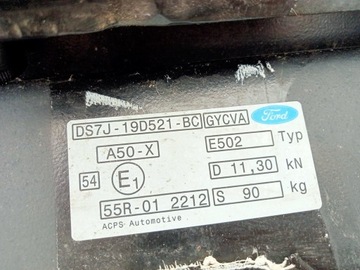 DS7J-19D521-BC GYCVA Ford
A50-X E502 Typ
54 E1 D 11,30 kN
55R-01 2212 S 90 kg
ACPS Automotive